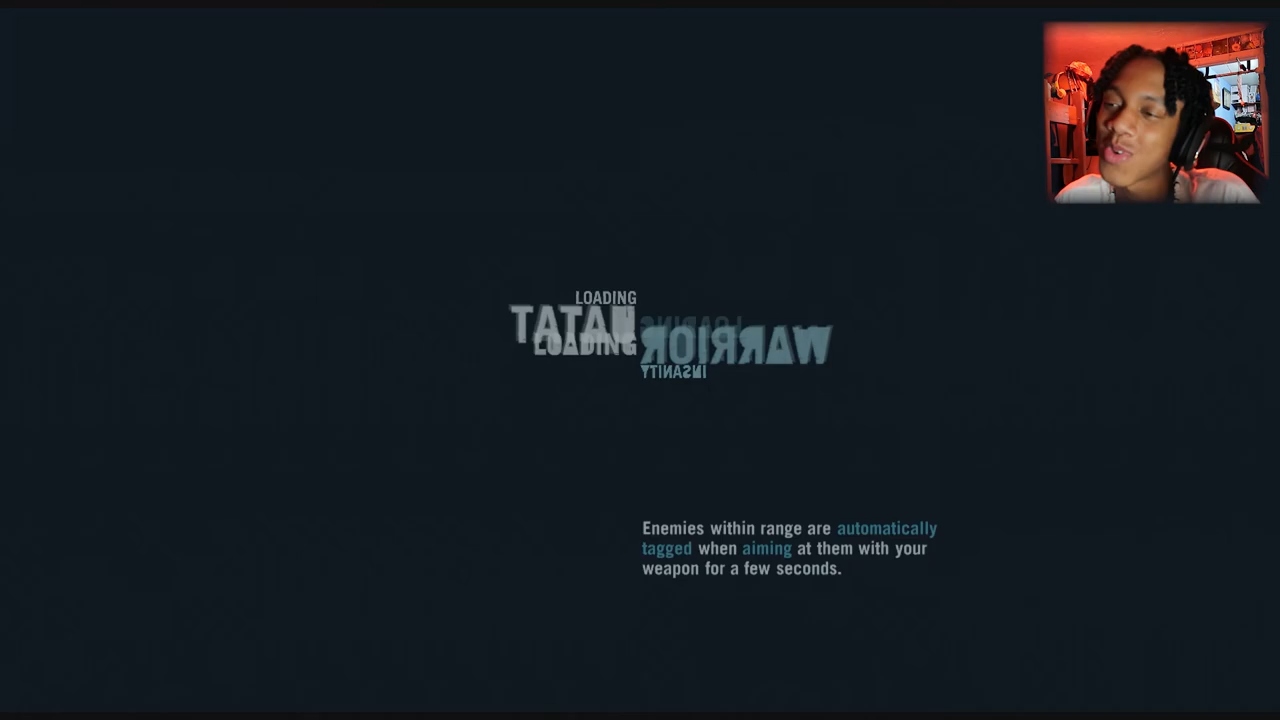 LOADING
TATAU
LOADING
WARRIOR
INSANITY
Enemies within range are automatically
tagged when aiming at them with your
weapon for a few seconds.